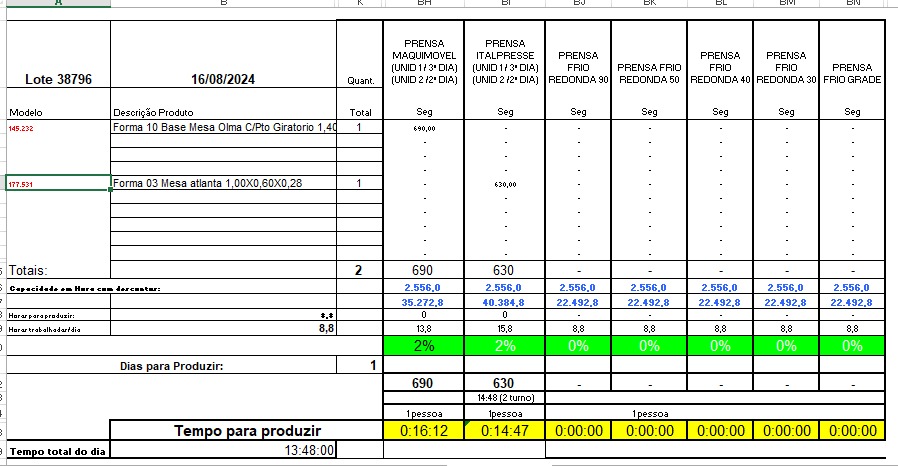 A B K BH BI BJ BK BL BM BN
Lote 38796 16/08/2024 Quant. PRENSA MAQUIMOVEL (UNID 1 / 3ª DIA) (UNID 2 /2ª DIA) PRENSA ITALPRESSE (UNID 1 / 3ª DIA) (UNID 2 /2ª DIA) PRENSA FRIO REDONDA 90 PRENSA FRIO REDONDA 50 PRENSA FRIO REDONDA 40 PRENSA FRIO REDONDA 30 PRENSA FRIO GRADE
Modelo Descrição Produto Total Seg Seg Seg Seg Seg Seg Seg
145.232 Forma 10 Base Mesa Olma C/Pto Giratorio 1,40 1 690,00 - - - - - -
- - - - - - -
- - - - - - -
- - - - - - -
177.531 Forma 03 Mesa atlanta 1,00X0,60X0,28 1 - 630,00 - - - - -
- - - - - - -
- - - - - - -
- - - - - - -
- - - - - - -
- - - - - - -
Totais: 2 690 630 - - - - -
Capacidade em Hora com descontar: 2.556,0 2.556,0 2.556,0 2.556,0 2.556,0 2.556,0 2.556,0
35.272,8 40.384,8 22.492,8 22.492,8 22.492,8 22.492,8 22.492,8
Horar para produzir: 8,8 0 0 - - - - -
Horar trabalhadar/dia 8,8 13,8 15,8 8,8 8,8 8,8 8,8 8,8
2% 2% 0% 0% 0% 0% 0%
Dias para Produzir: 1
690 630 - - - - -
14:48 (2 turno)
1pessoa 1pessoa 1pessoa
Tempo para produzir 0:16:12 0:14:47 0:00:00 0:00:00 0:00:00 0:00:00 0:00:00
Tempo total do dia 13:48:00